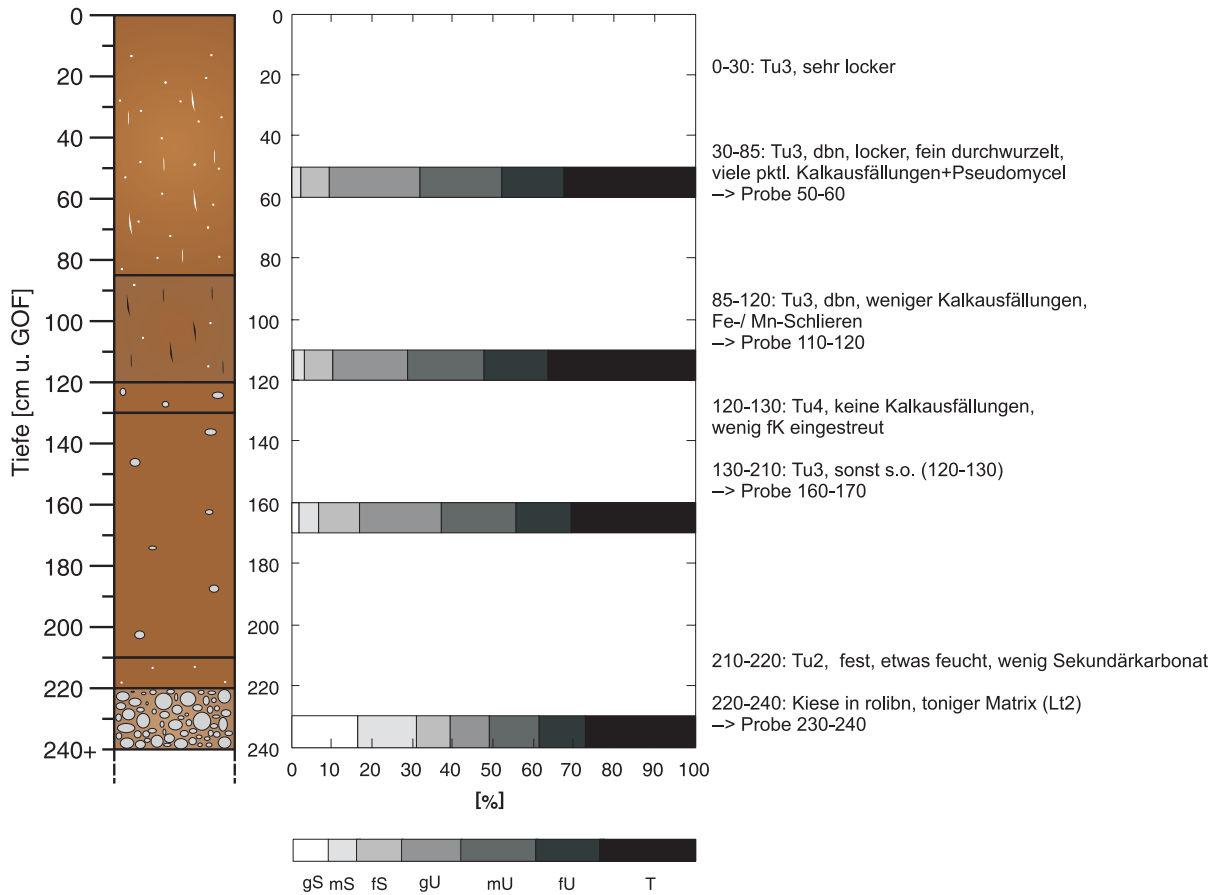 Tiefe [cm u. GOF]
0
20
40
60
80
100
120
140
160
180
200
220
240+
0
20
40
60
80
100
120
140
160
180
200
220
240
0 10 20 30 40 50 60 70 80 90 100
[%]
gS mS fS gU mU fU T
0-30: Tu3, sehr locker
30-85: Tu3, dbn, locker, fein durchwurzelt,
viele pktl. Kalkausfällungen+Pseudomycel
–> Probe 50-60
85-120: Tu3, dbn, weniger Kalkausfällungen,
Fe-/ Mn-Schlieren
–> Probe 110-120
120-130: Tu4, keine Kalkausfällungen,
wenig fK eingestreut
130-210: Tu3, sonst s.o. (120-130)
–> Probe 160-170
210-220: Tu2, fest, etwas feucht, wenig Sekundärkarbonat
220-240: Kiese in rolibn, toniger Matrix (Lt2)
–> Probe 230-240